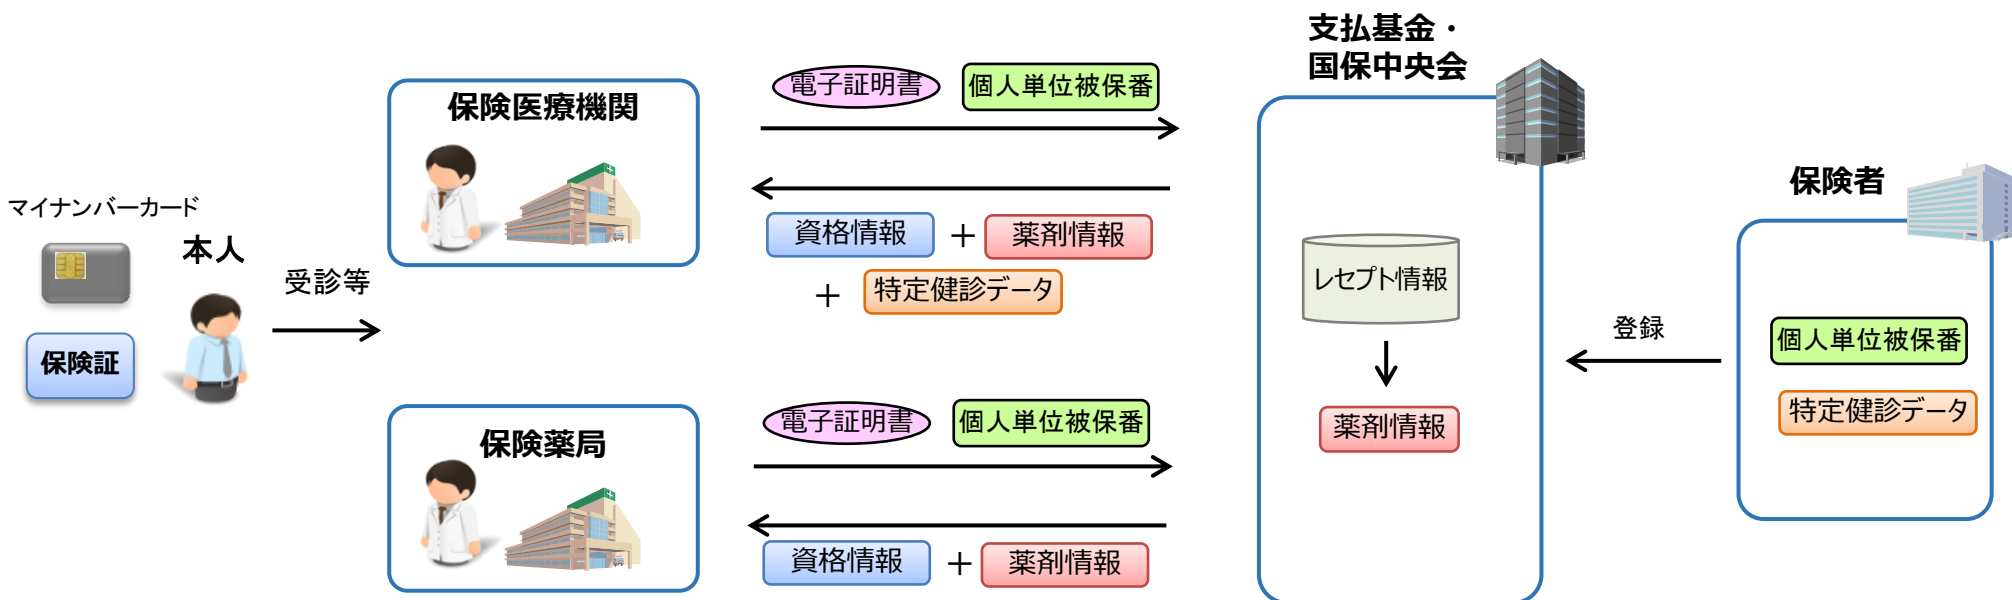 マイナンバーカード
本人
保険証
受診等
保険医療機関
電子証明書
個人単位被保番
資格情報
+
薬剤情報
+
特定健診データ
保険薬局
電子証明書
個人単位被保番
資格情報
+
薬剤情報
支払基金・
国保中央会
レセプト情報
薬剤情報
登録
保険者
個人単位被保番
特定健診データ